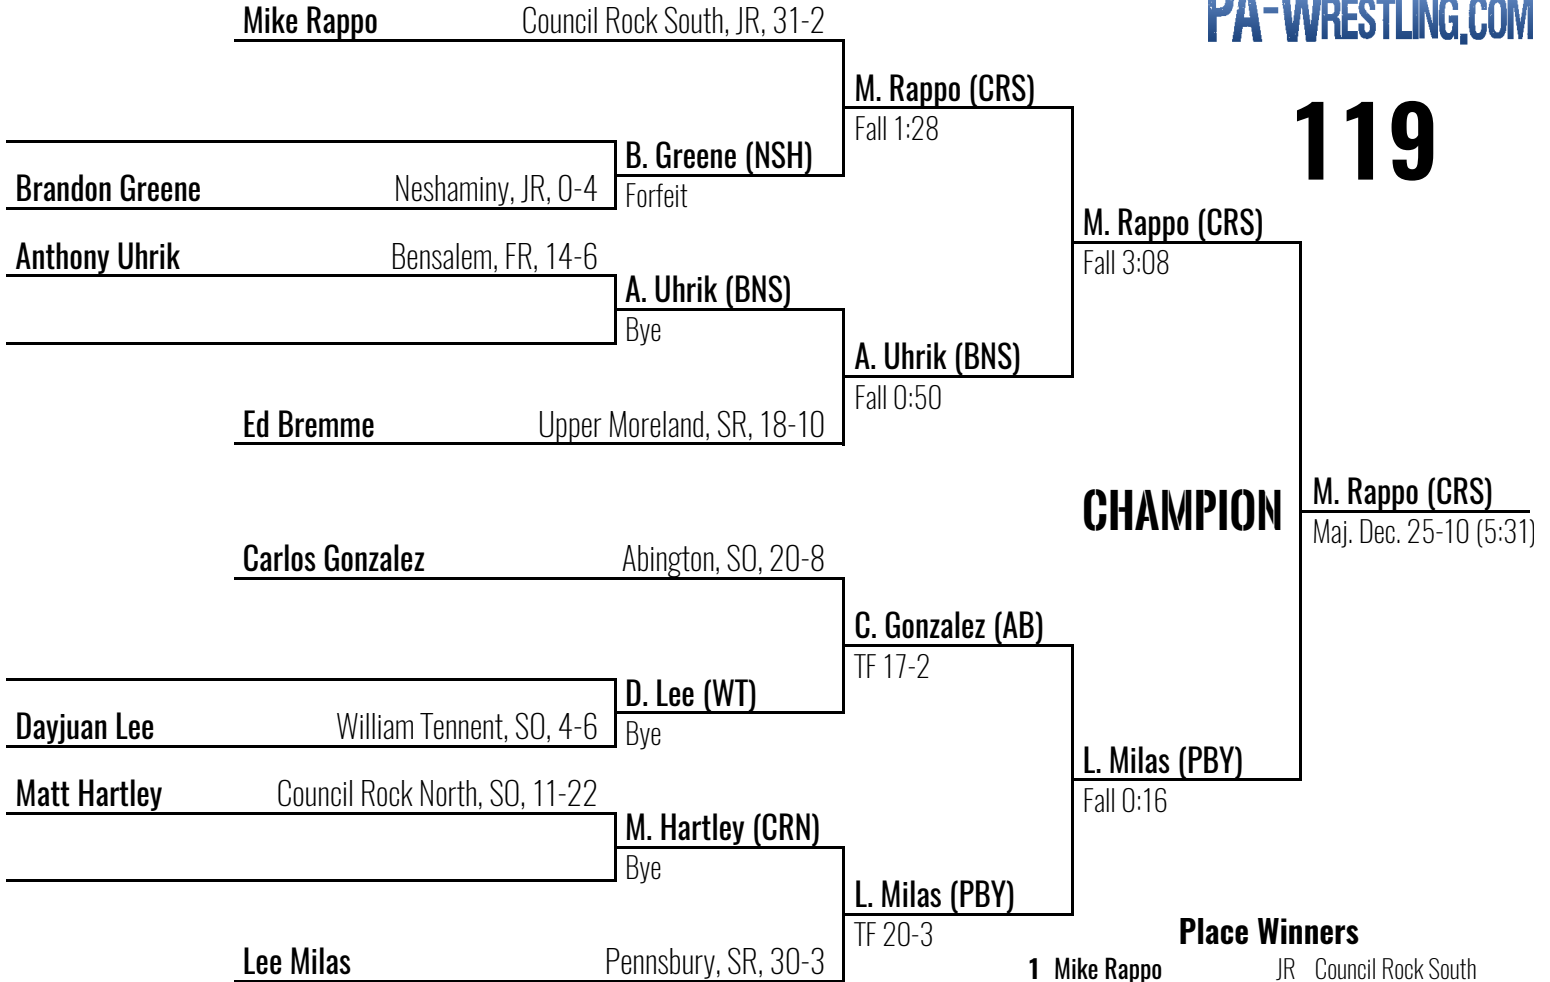 Mike Rappo Council Rock South, JR, 31-2
PA-WRESTLING.COM
119
M. Rappo (CRS)
Fall 1:28
B. Greene (NSH)
Brandon Greene Neshaminy, JR, 0-4
Forfeit
M. Rappo (CRS)
Fall 3:08
Anthony Uhrik Bensalem, FR, 14-6
A. Uhrik (BNS)
Bye
A. Uhrik (BNS)
Fall 0:50
Ed Bremme Upper Moreland, SR, 18-10
CHAMPION
M. Rappo (CRS)
Maj. Dec. 25-10 (5:31)
Carlos Gonzalez Abington, SO, 20-8
C. Gonzalez (AB)
TF 17-2
D. Lee (WT)
Dayjuan Lee William Tennent, SO, 4-6
Bye
L. Milas (PBY)
Fall 0:16
Matt Hartley Council Rock North, SO, 11-22
M. Hartley (CRN)
Bye
L. Milas (PBY)
TF 20-3
Place Winners
Lee Milas Pennsbury, SR, 30-3
1 Mike Rappo JR Council Rock South